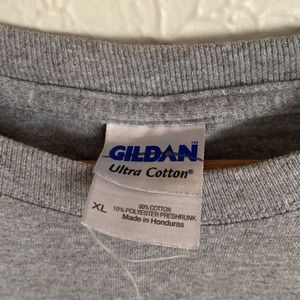 GILDAN
Ultra Cotton®
XL
90% COTTON
10% POLYESTER PRESHRUNK
Made in Honduras